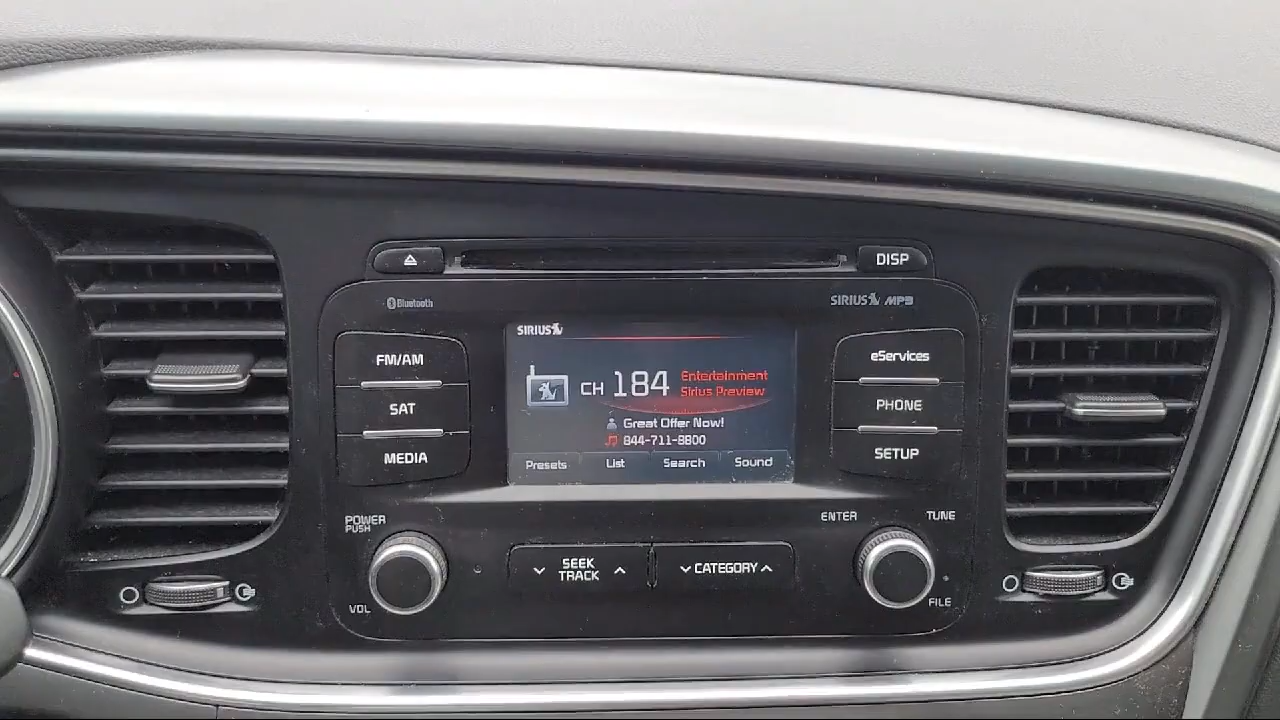 DISP
Bluetooth
SIRIUS MP3
FM/AM
SAT
MEDIA
SIRIUS
CH 184
Entertainment
Sirius Preview
Great Offer Now!
844-711-8800
Presets List Search Sound
eServices
PHONE
SETUP
POWER
PUSH
VOL
SEEK
TRACK
CATEGORY
ENTER
TUNE
FILE